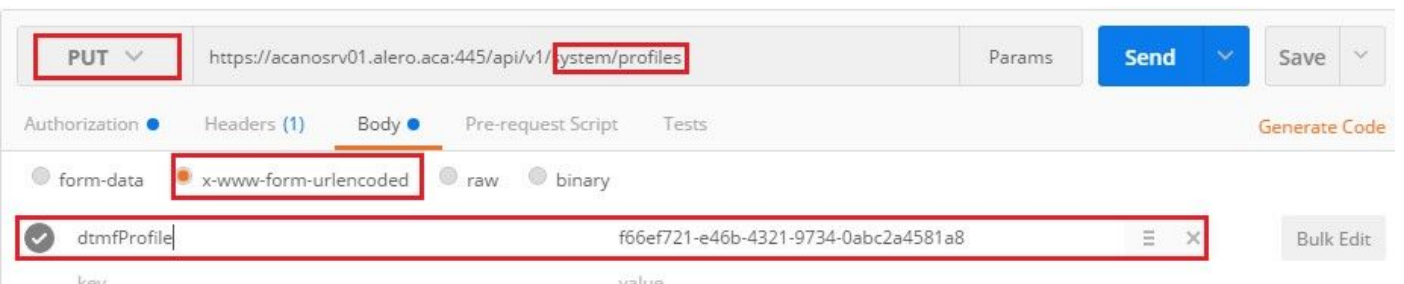 PUT https://acanosrv01.alero.aca:445/api/v1/system/profiles Params Send Save
Authorization Headers (1) Body Pre-request Script Tests Generate Code
form-data x-www-form-urlencoded raw binary
dtmfProfile f66ef721-e46b-4321-9734-0abc2a4581a8 Bulk Edit
key value